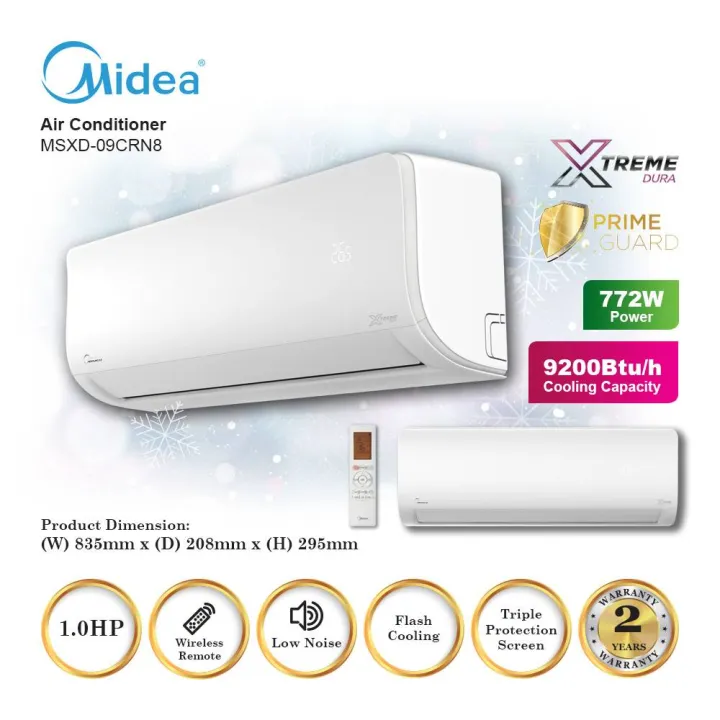 Midea®
Air Conditioner
MSXD-09CRN8
XTREME
DURA
PRIME
GUARD
772W
Power
9200Btu/h
Cooling Capacity
Xtreme
Product Dimension:
(W) 835mm x (D) 208mm x (H) 295mm
1.0HP
Wireless
Remote
Low Noise
Flash
Cooling
Triple
Protection
Screen
WARRANTY
2
YEARS
WARRANTY